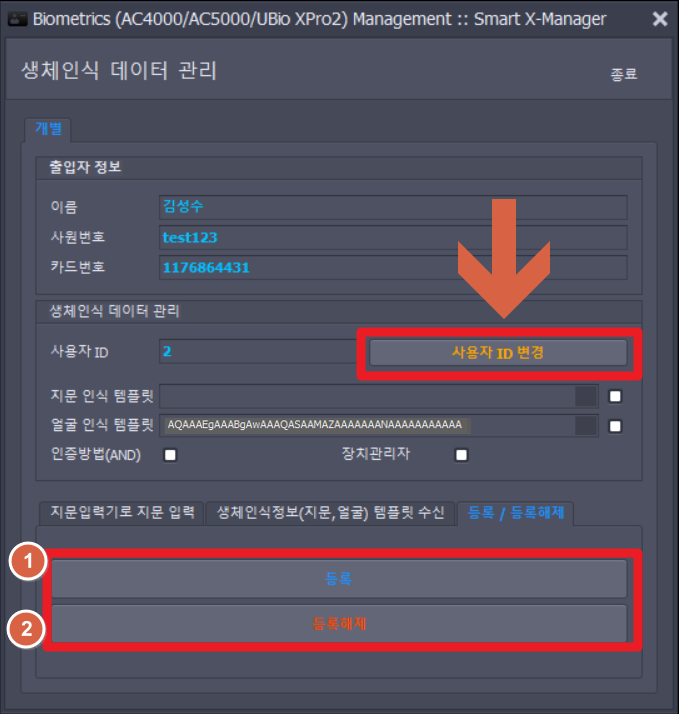 Biometrics (AC4000/AC5000/UBio XPro2) Management :: Smart X-Manager
생체인식 데이터 관리
종료
개별
출입자 정보
이름 김성수
사원번호 test123
카드번호 1176864431
생체인식 데이터 관리
사용자 ID 2 사용자 ID 변경
지문 인식 템플릿
얼굴 인식 템플릿 AQAAAEgAAABgAwAAAQASAAMAZAAAAAAANAAAAAAAAAAA
인증방법(AND) 장치관리자
지문입력기로 지문 입력 생체인식정보(지문,얼굴) 템플릿 수신 등록 / 등록해제
1 등록
2 등록해제